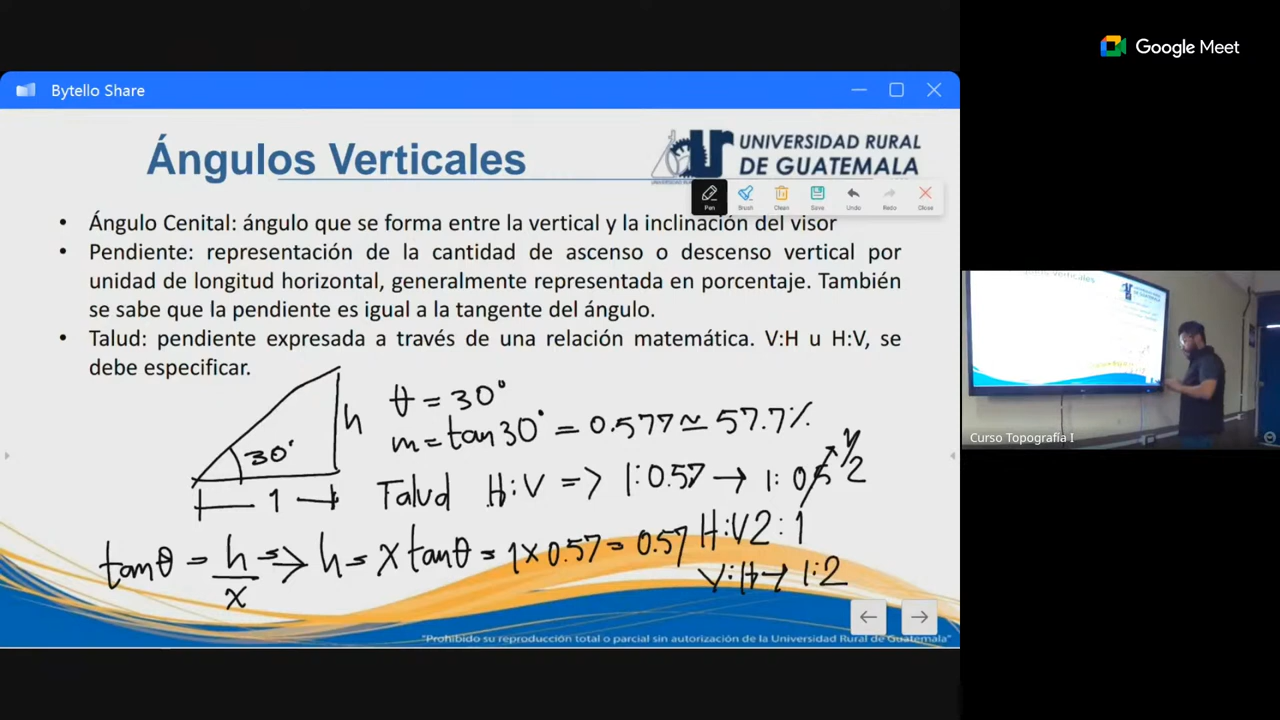 Google Meet
Bytello Share
Ángulos Verticales
UNIVERSIDAD RURAL
DE GUATEMALA
Pen Brush Clean Save Undo Redo Close
• Ángulo Cenital: ángulo que se forma entre la vertical y la inclinación del visor
• Pendiente: representación de la cantidad de ascenso o descenso vertical por
unidad de longitud horizontal, generalmente representada en porcentaje. También
se sabe que la pendiente es igual a la tangente del ángulo.
• Talud: pendiente expresada a través de una relación matemática. V:H u H:V, se
debe especificar.
θ = 30°
h
m = tan 30° = 0.577 ≈ 57.7%
30°
1
Talud H:V => 1:0.57 → 1:0.5 1/2
tanθ = h/x => h = x tanθ = 1 x 0.57 = 0.57
H:V 2:1
V:H → 1:2
"Prohibido su reproducción total o parcial sin autorización de la Universidad Rural de Guatemala"
Curso Topografía I